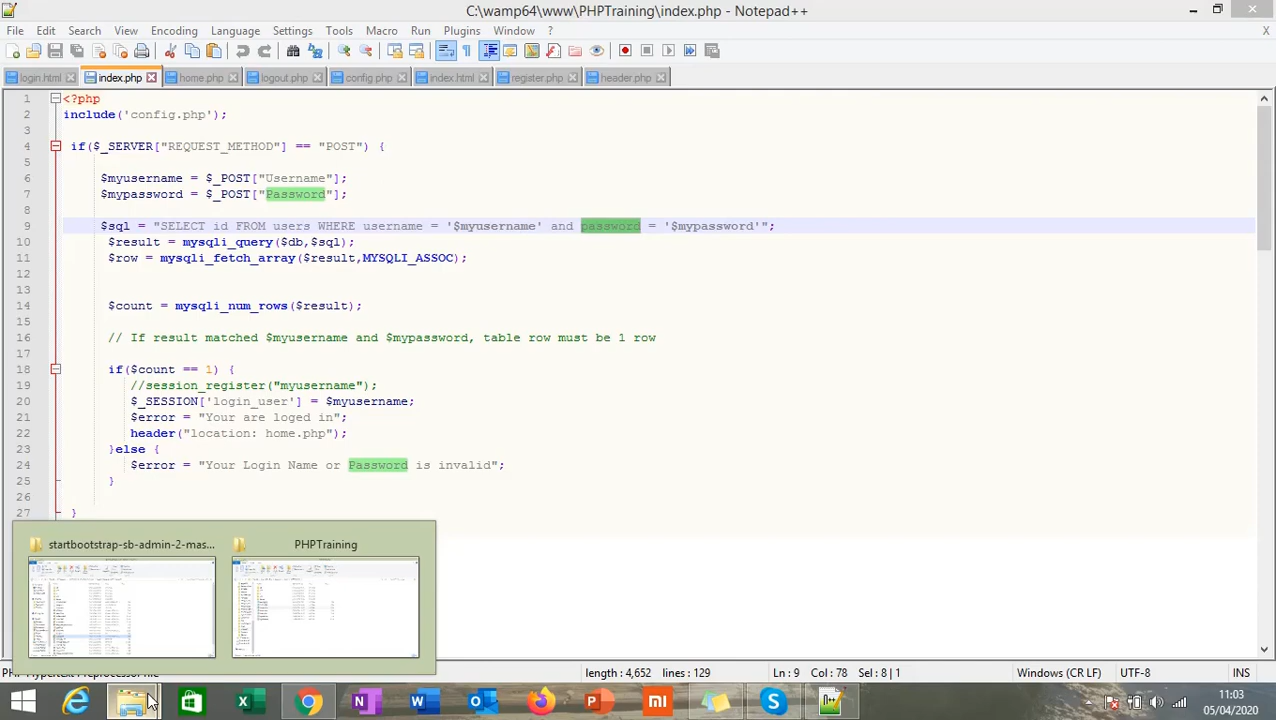 C:\wamp64\www\PHPTraining\index.php - Notepad++
File Edit Search View Encoding Language Settings Tools Macro Run Plugins Window ?
login.html index.php home.php logout.php config.php index.html register.php header.php
1 <?php
2 include('config.php');
3
4 if($_SERVER["REQUEST_METHOD"] == "POST") {
5
6 $myusername = $_POST["Username"];
7 $mypassword = $_POST["Password"];
8
9 $sql = "SELECT id FROM users WHERE username = '$myusername' and password = '$mypassword'";
10 $result = mysqli_query($db,$sql);
11 $row = mysqli_fetch_array($result,MYSQLI_ASSOC);
12
13
14 $count = mysqli_num_rows($result);
15
16 // If result matched $myusername and $mypassword, table row must be 1 row
17
18 if($count == 1) {
19 //session_register("myusername");
20 $_SESSION['login_user'] = $myusername;
21 $error = "Your are loged in";
22 header("location: home.php");
23 }else {
24 $error = "Your Login Name or Password is invalid";
25 }
26
27 }
startbootstrap-sb-admin-2-mas... PHPTraining
length : 4,652 lines : 129 Ln : 9 Col : 78 Sel : 8 | 1 Windows (CR LF) UTF-8 INS
11:03
05/04/2020